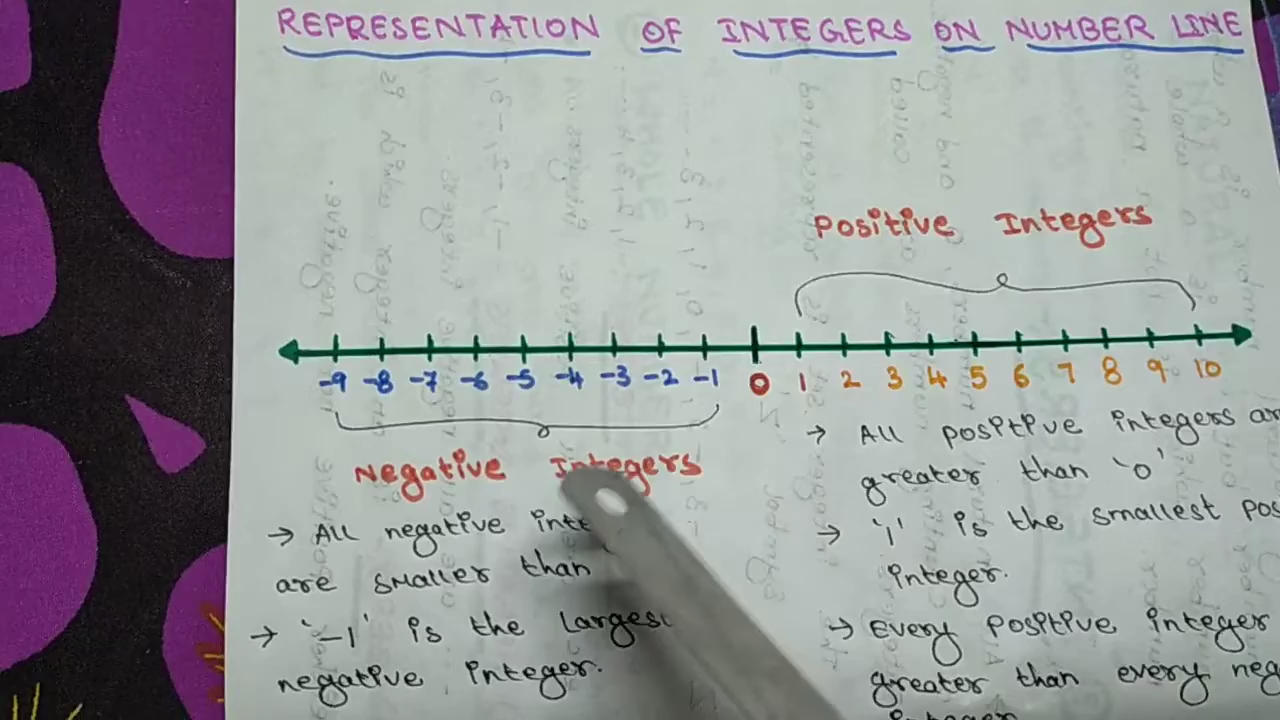 REPRESENTATION OF INTEGERS ON NUMBER LINE
Positive Integers
-9 -8 -7 -6 -5 -4 -3 -2 -1 0 1 2 3 4 5 6 7 8 9 10
Negative Integers
→ All negative
are smaller than
→ '-1' is the largest
negative integer.
→ All positive integers
greater than '0'
→ '1' is the smallest
integer.
→ Every positive integer
greater than every